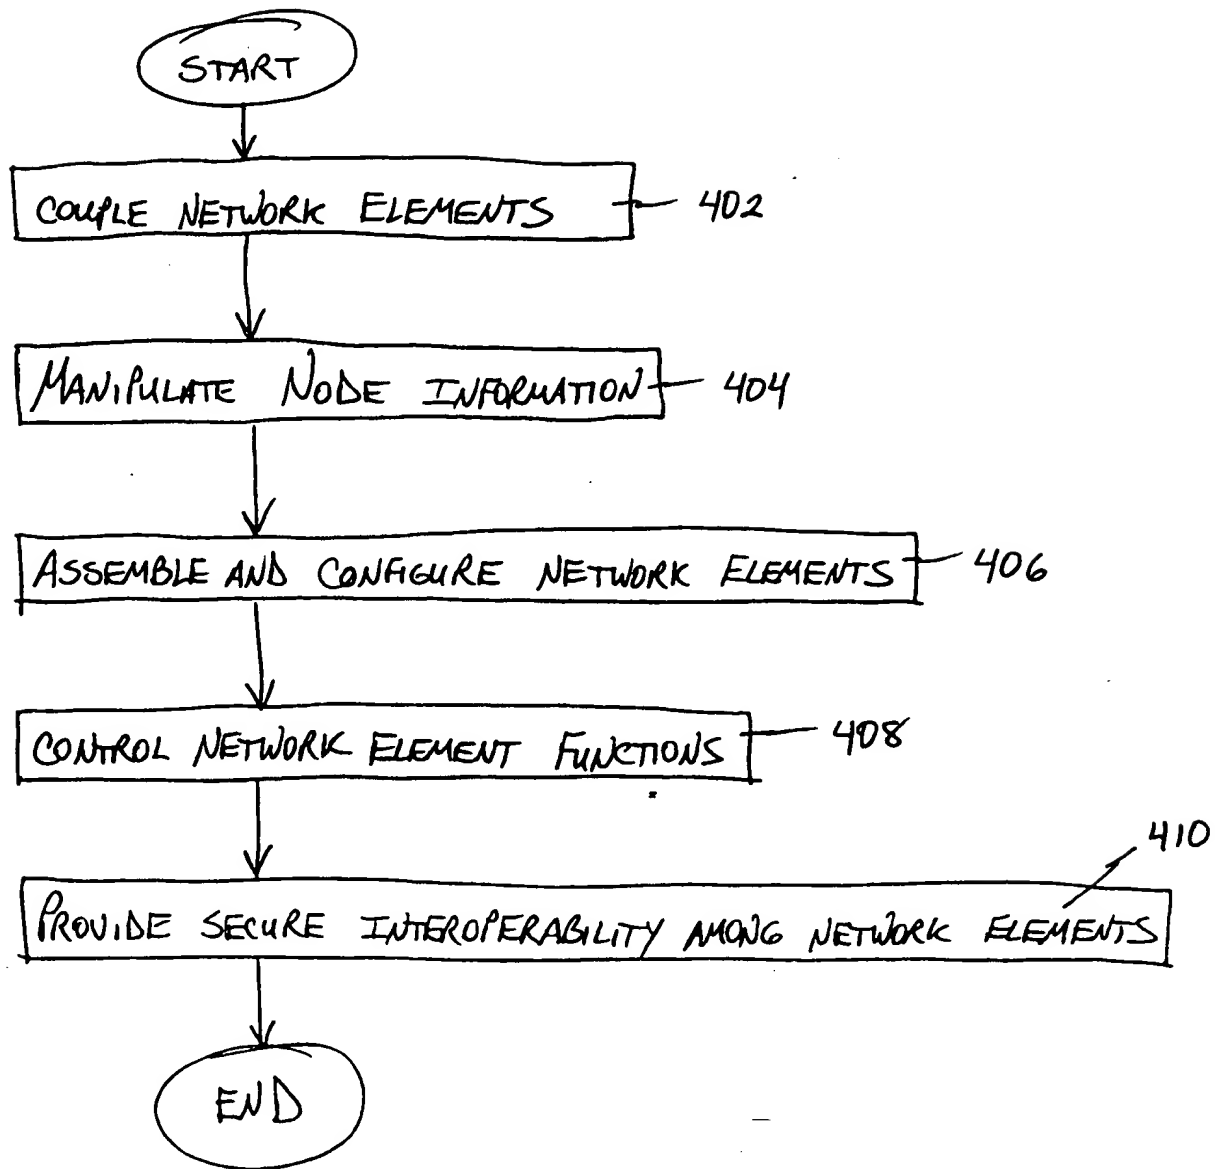 START
COUPLE NETWORK ELEMENTS 402
MANIPULATE NODE INFORMATION 404
ASSEMBLE AND CONFIGURE NETWORK ELEMENTS 406
CONTROL NETWORK ELEMENT FUNCTIONS 408
410
PROVIDE SECURE INTEROPERABILITY AMONG NETWORK ELEMENTS
END